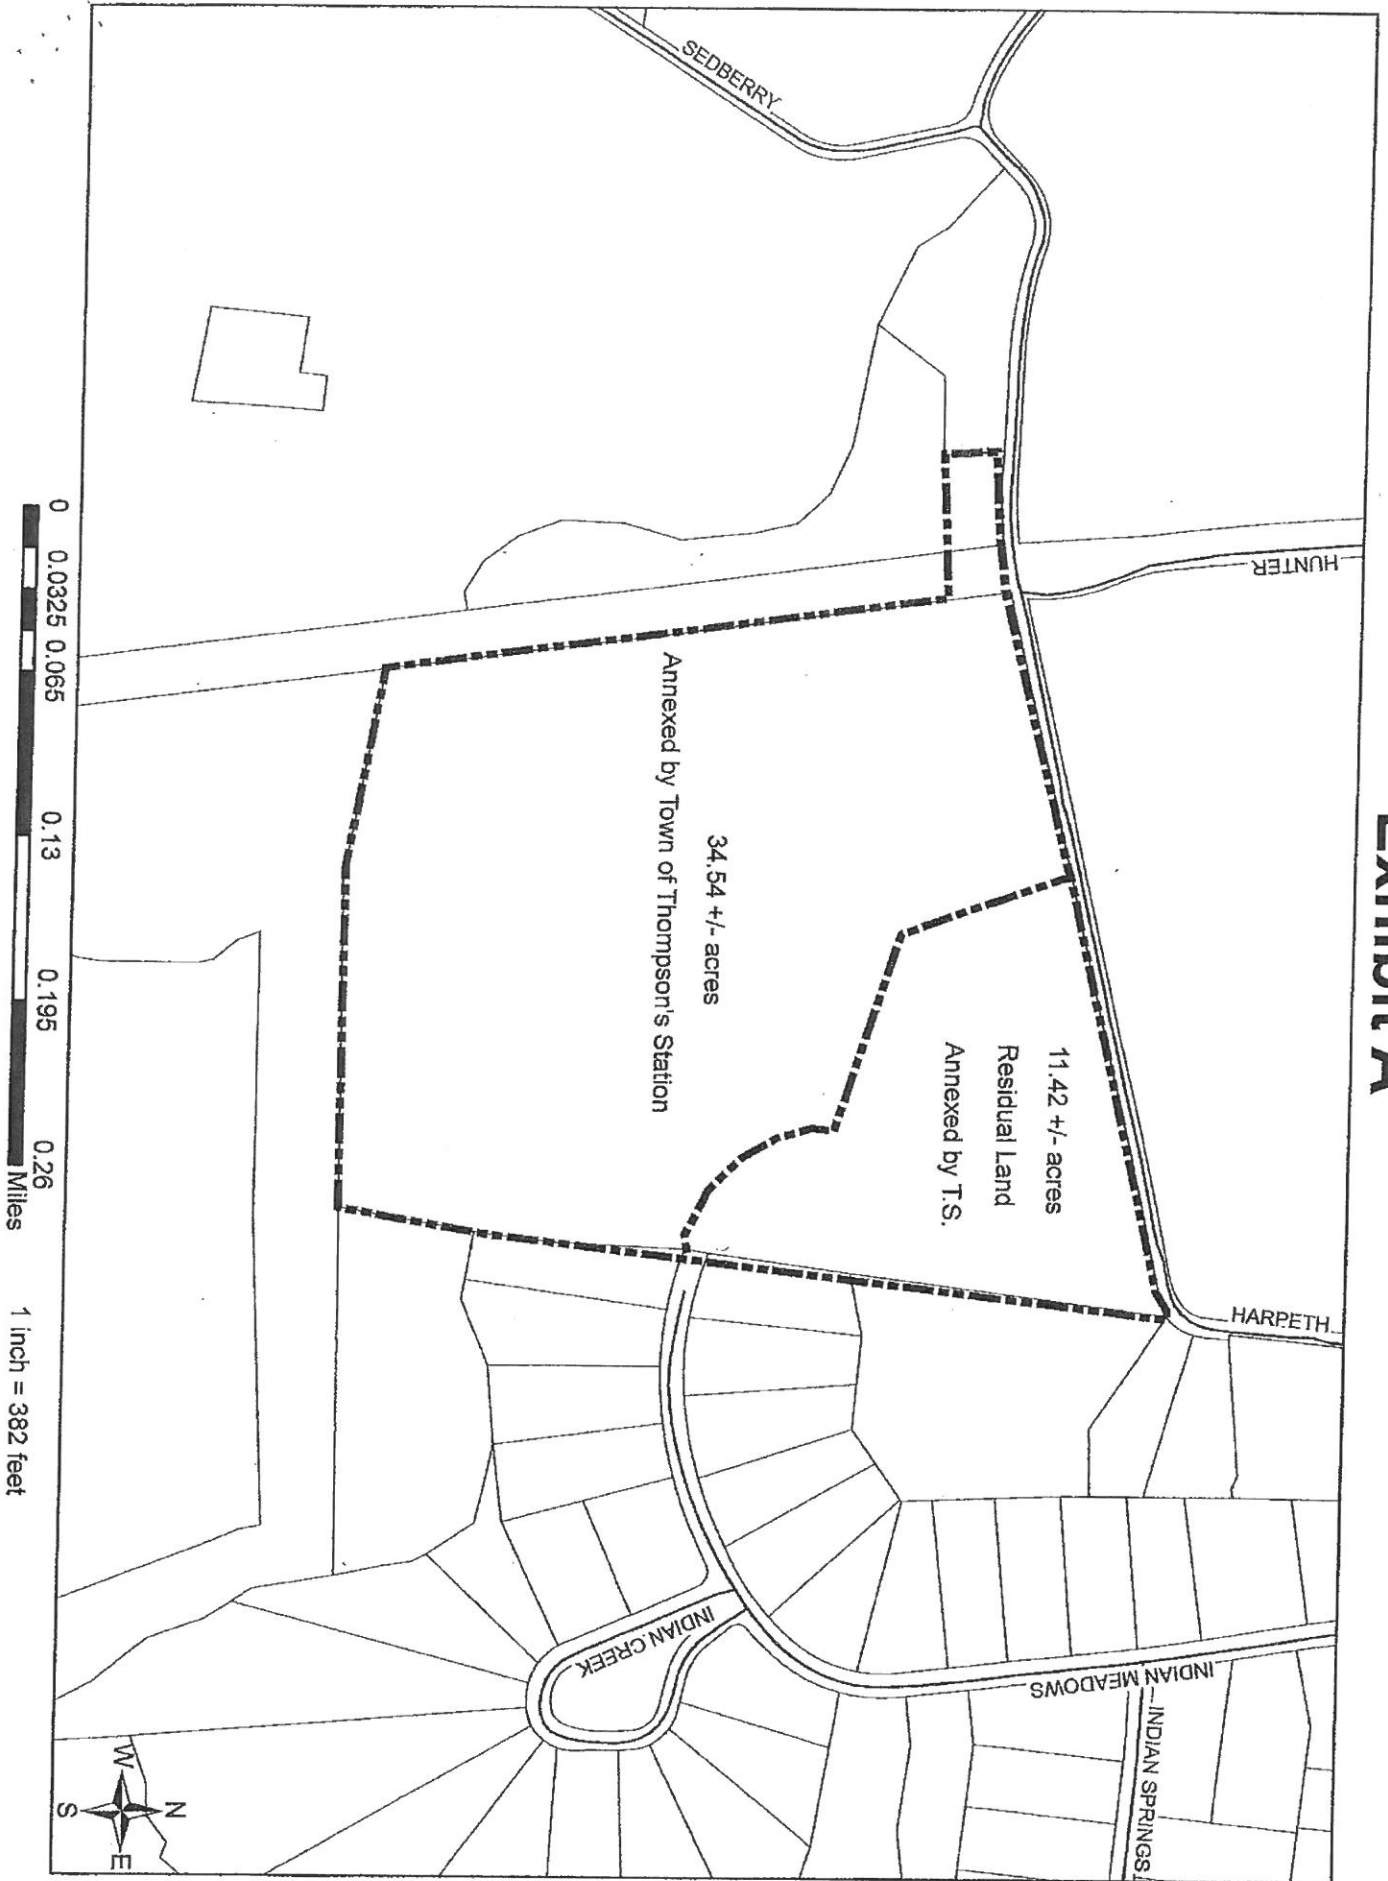 Exhibit A
SEDBERRY
HUNTER
HARPETH
11.42 +/- acres
Residual Land
Annexed by T.S.
34.54 +/- acres
Annexed by Town of Thompson's Station
INDIAN MEADOWS
INDIAN SPRINGS
INDIAN CREEK
N
W
E
S
0 0.0325 0.065 0.13 0.195 0.26
Miles
1 inch = 382 feet